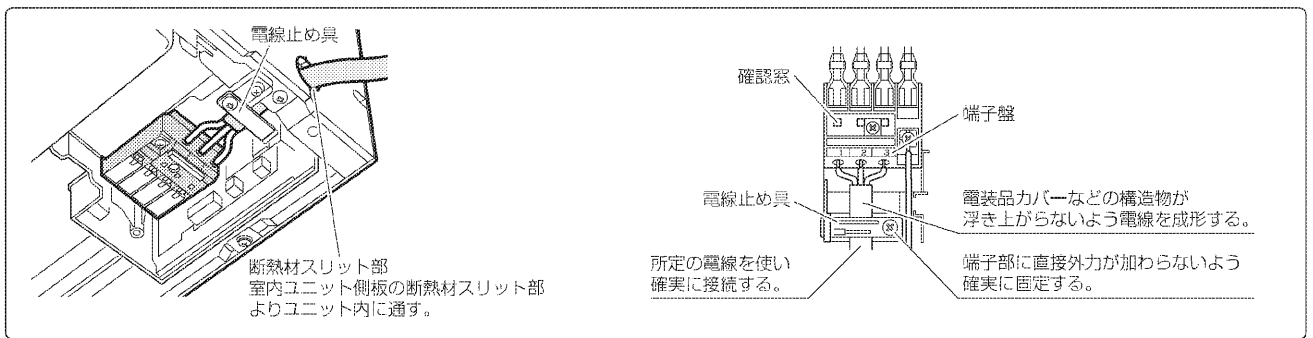 電線止め具
断熱材スリット部
室内ユニット側板の断熱材スリット部
よりユニット内に通す。
確認窓
端子盤
1 2 3
電線止め具
電装品カバーなどの構造物が
浮き上がらないよう電線を成形する。
所定の電線を使い
確実に接続する。
端子部に直接外力が加わらないよう
確実に固定する。